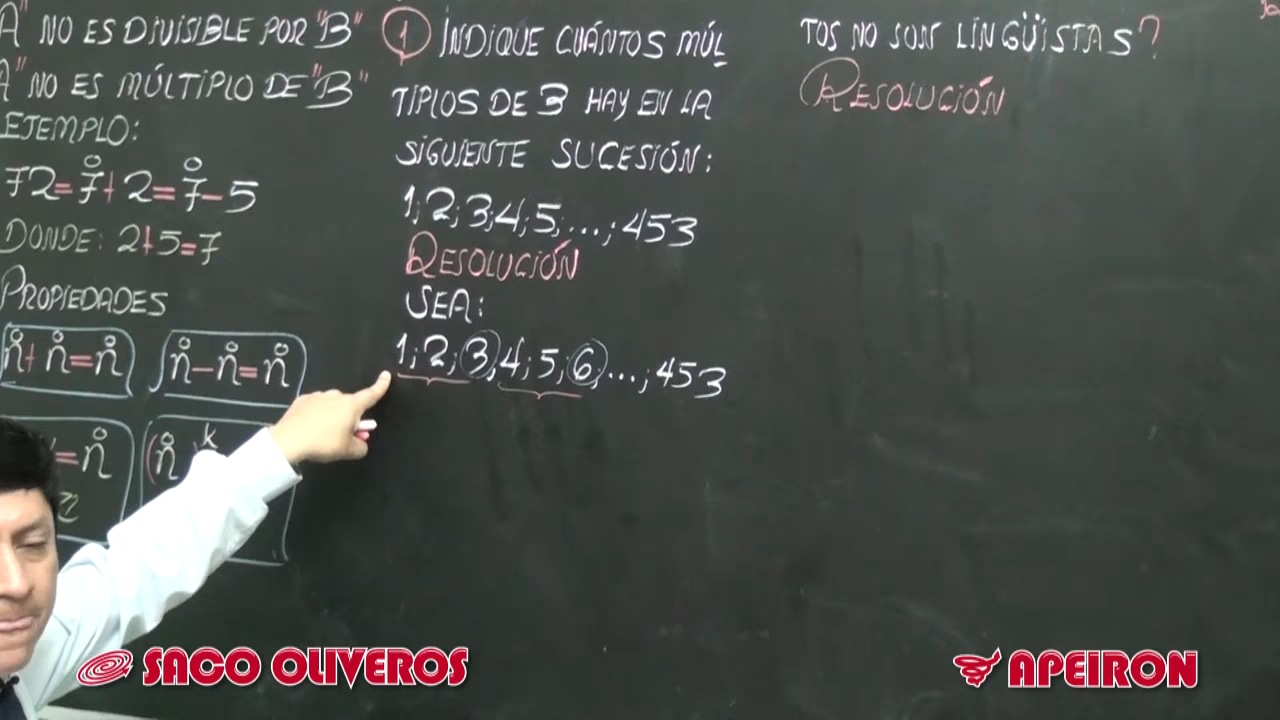 A" NO ES DIVISIBLE POR "B"
A" NO ES MÚLTIPLO DE "B"
EJEMPLO:
72=7̊+2=7̊-5
DONDE: 2+5=7
PROPIEDADES
n̊+n̊=n̊
n̊-n̊=n̊
=n̊
(n̊ k
① INDIQUE CUÁNTOS MÚL
TIPLOS DE 3 HAY EN LA
SIGUIENTE SUCESIÓN:
1;2;3;4;5;...;453
RESOLUCIÓN
SEA:
1;2;3;4;5;6;...;453
TOS NO SON LINGÜISTAS?
RESOLUCIÓN
SACO OLIVEROS
APEIRON